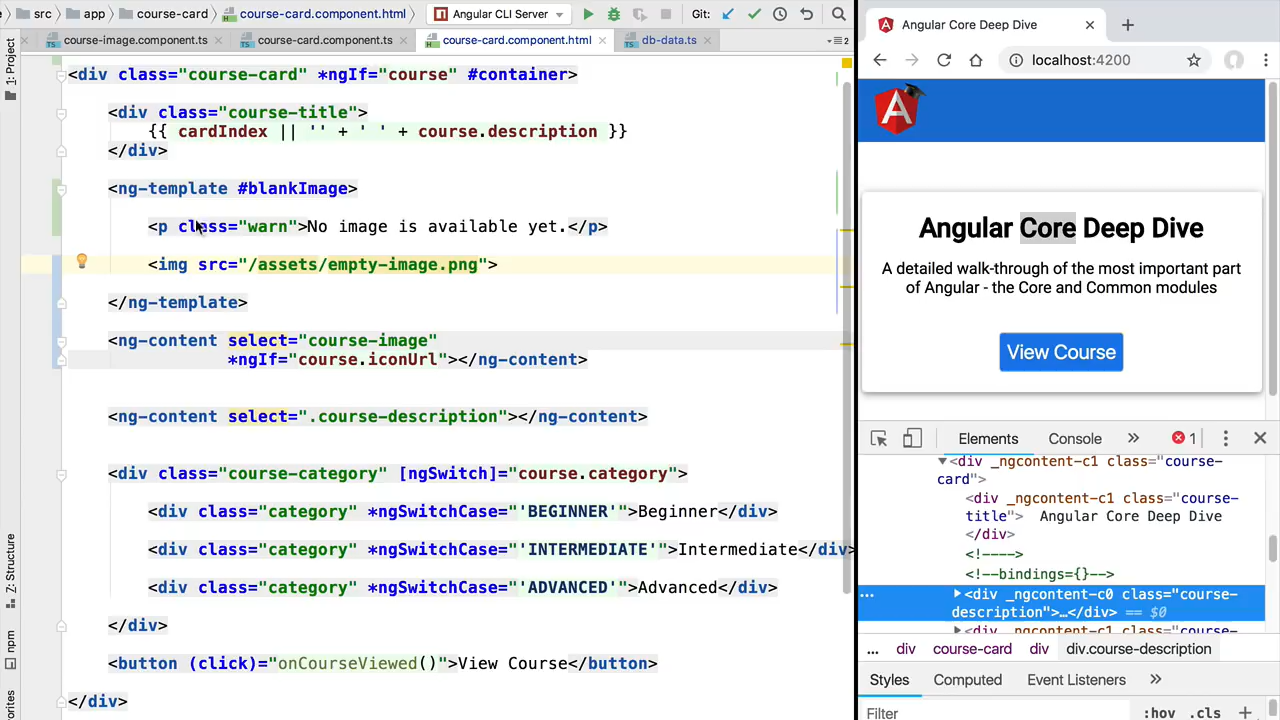 src
app
course-card
course-card.component.html
Angular CLI Server
Git:
course-image.component.ts
course-card.component.ts
course-card.component.html
db-data.ts
2
1: Project
Z: Structure
npm
<div class="course-card" *ngIf="course" #container>
<div class="course-title">
{{ cardIndex || '' + ' ' + course.description }}
</div>
<ng-template #blankImage>
<p class="warn">No image is available yet.</p>
<img src="/assets/empty-image.png">
</ng-template>
<ng-content select="course-image"
*ngIf="course.iconUrl"></ng-content>
<ng-content select=".course-description"></ng-content>
<div class="course-category" [ngSwitch]="course.category">
<div class="category" *ngSwitchCase="'BEGINNER'">Beginner</div>
<div class="category" *ngSwitchCase="'INTERMEDIATE'">Intermediate</div>
<div class="category" *ngSwitchCase="'ADVANCED'">Advanced</div>
</div>
<button (click)="onCourseViewed()">View Course</button>
</div>
Angular Core Deep Dive
localhost:4200
A
Angular Core Deep Dive
A detailed walk-through of the most important part
of Angular - the Core and Common modules
View Course
Elements
Console
1
<div _ngcontent-c1 class="course-
card">
<div _ngcontent-c1 class="course-
title"> Angular Core Deep Dive
</div>
<!---->
<!--bindings={}-->
<div _ngcontent-c0 class="course-
description">…</div> == $0
<div _ngcontent-c1 class="course-
... div course-card div div.course-description
Styles
Computed
Event Listeners
Filter
:hov .cls